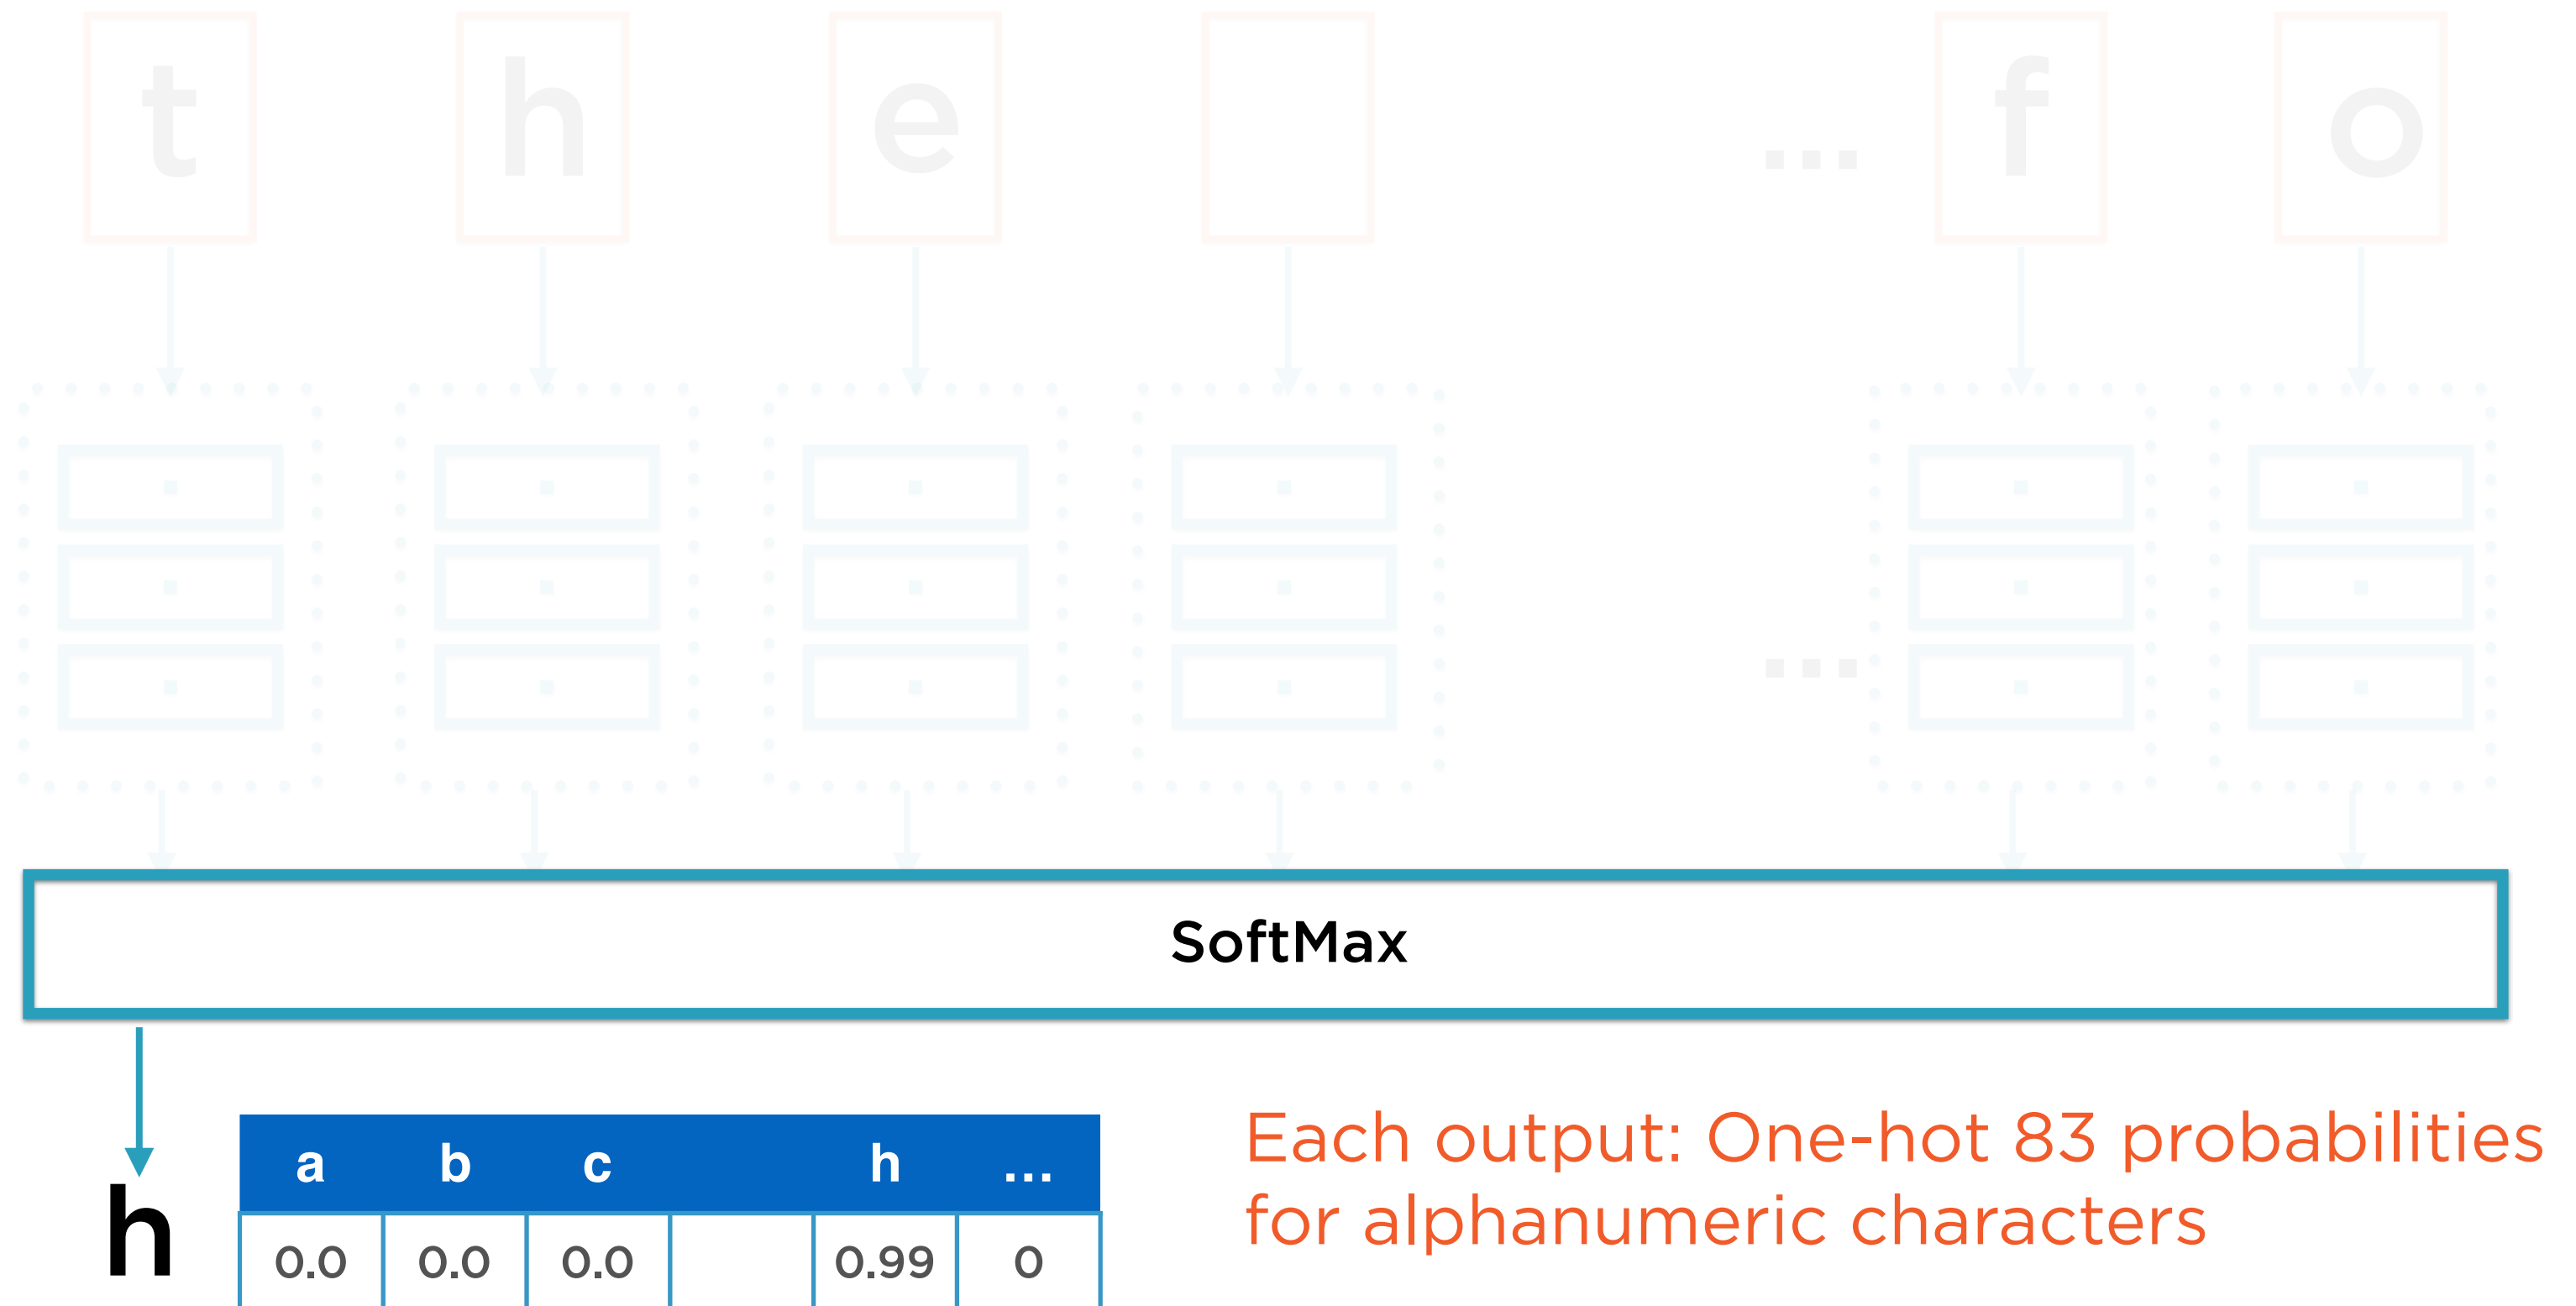 t h e ... f o
...
SoftMax
h
a b c h ...
0.0 0.0 0.0 0.99 0
Each output: One-hot 83 probabilities
for alphanumeric characters